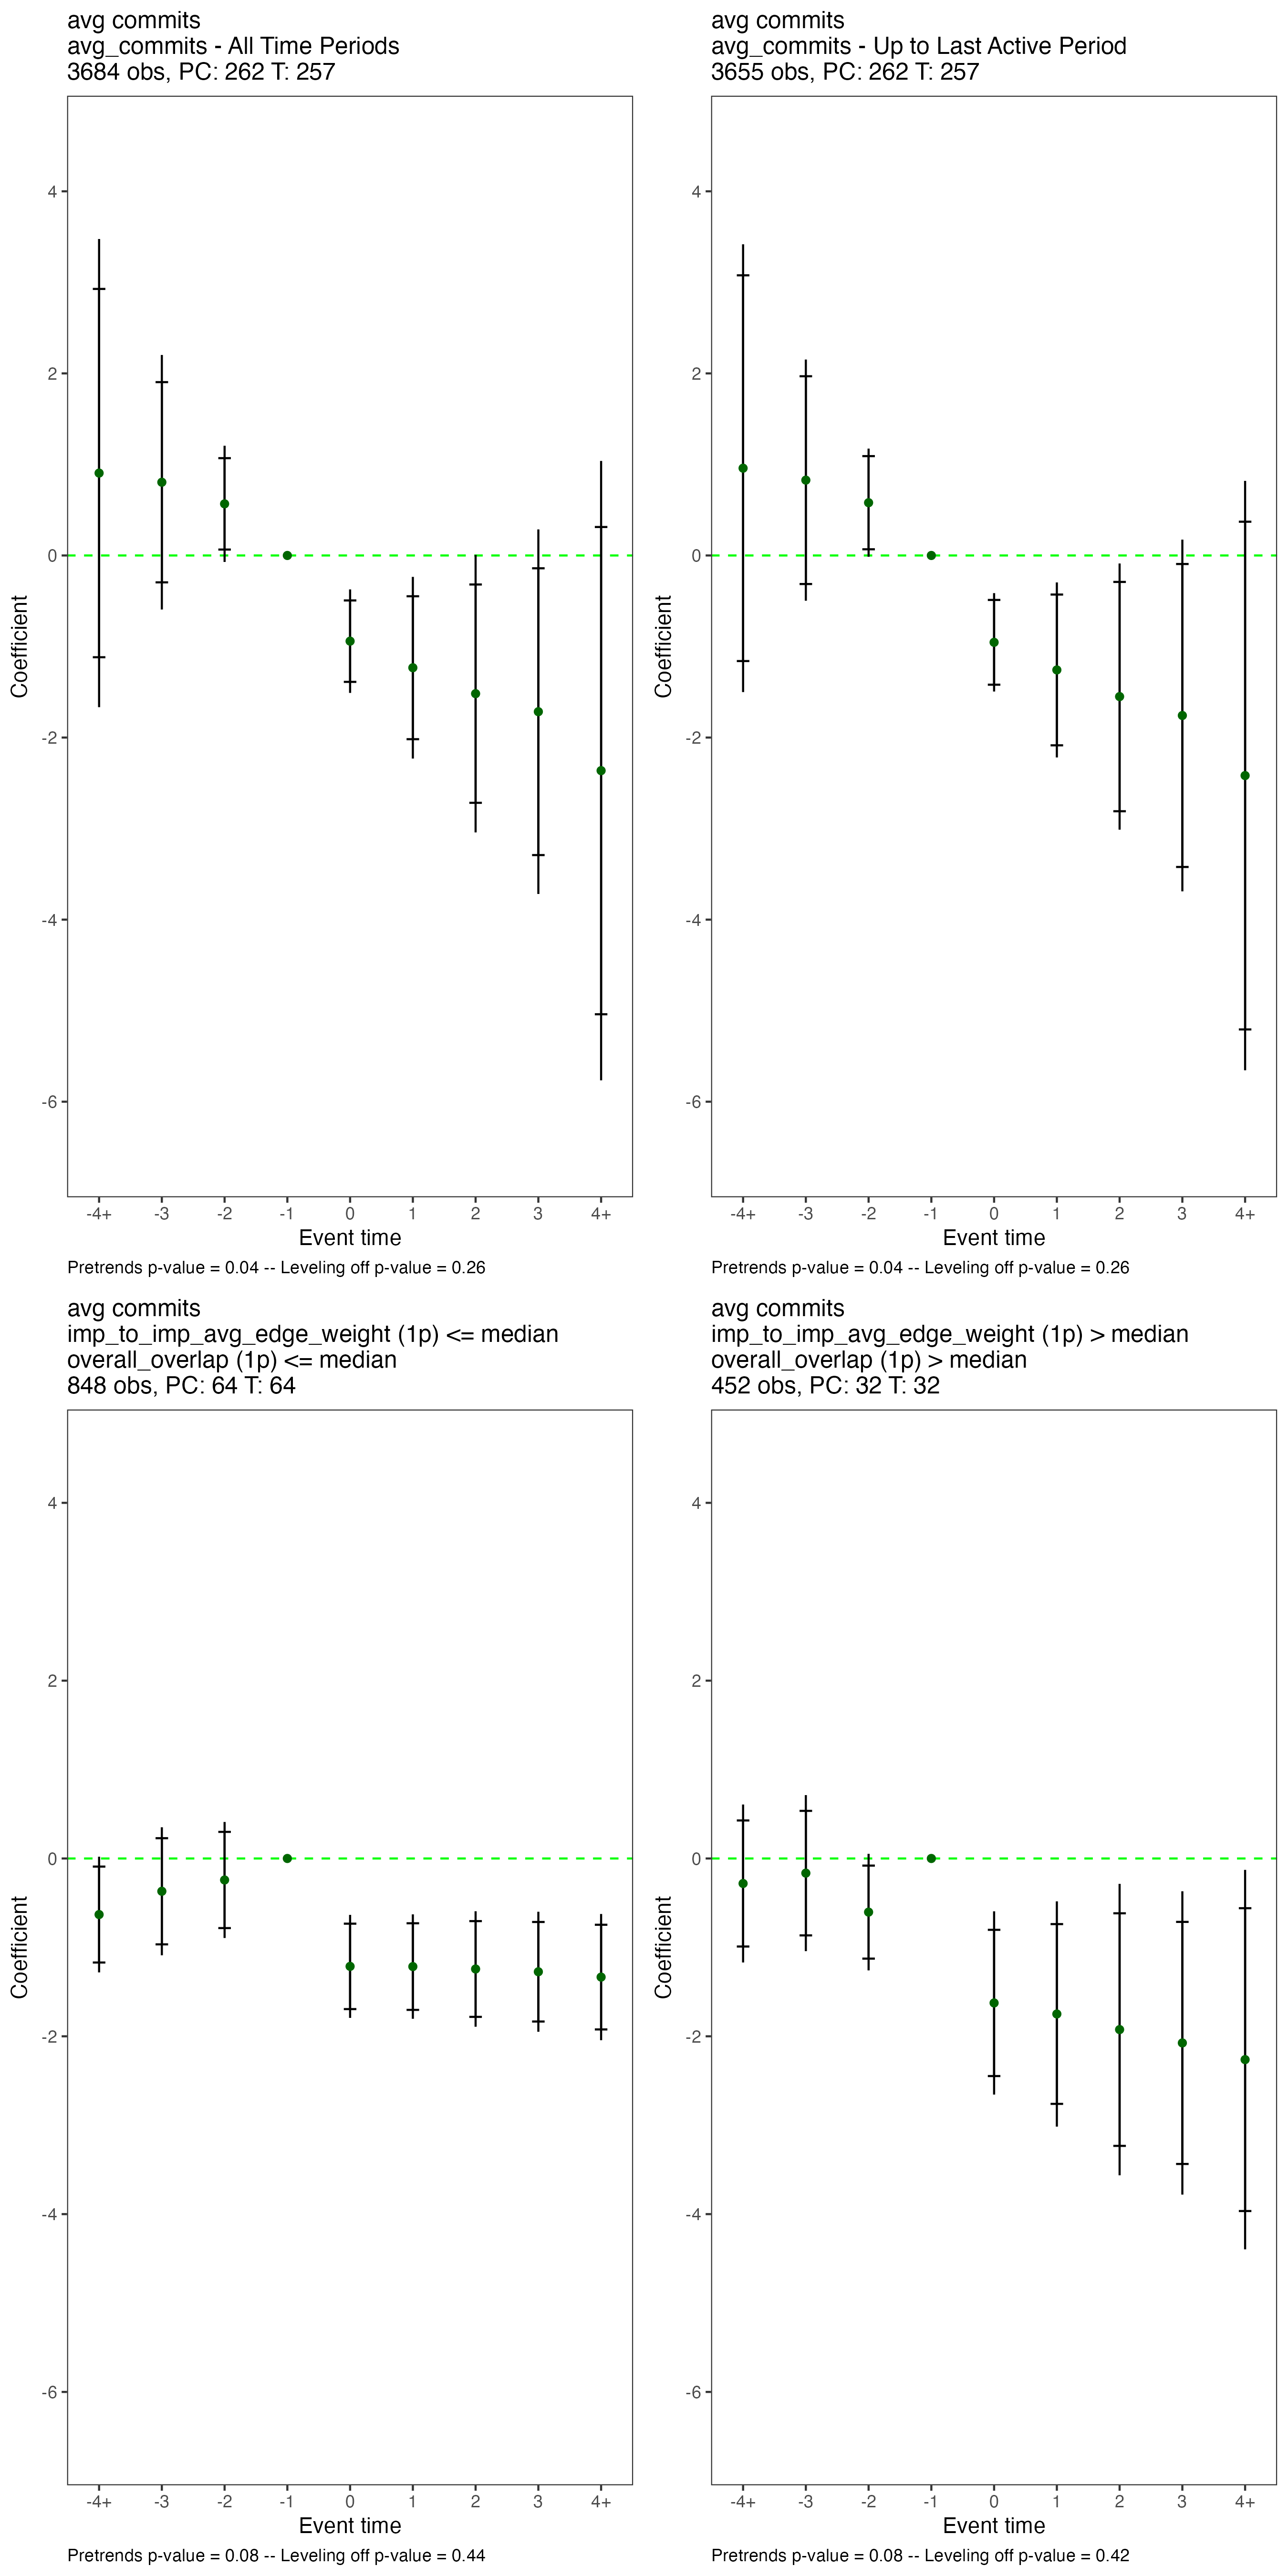 avg commits
avg_commits - All Time Periods
3684 obs, PC: 262 T: 257
4
2
0
-2
-4
-6
Coefficient
-4+ -3 -2 -1 0 1 2 3 4+
Event time
Pretrends p-value = 0.04 -- Leveling off p-value = 0.26
avg commits
avg_commits - Up to Last Active Period
3655 obs, PC: 262 T: 257
4
2
0
-2
-4
-6
Coefficient
-4+ -3 -2 -1 0 1 2 3 4+
Event time
Pretrends p-value = 0.04 -- Leveling off p-value = 0.26
avg commits
imp_to_imp_avg_edge_weight (1p) <= median
overall_overlap (1p) <= median
848 obs, PC: 64 T: 64
4
2
0
-2
-4
-6
Coefficient
-4+ -3 -2 -1 0 1 2 3 4+
Event time
Pretrends p-value = 0.08 -- Leveling off p-value = 0.44
avg commits
imp_to_imp_avg_edge_weight (1p) > median
overall_overlap (1p) > median
452 obs, PC: 32 T: 32
4
2
0
-2
-4
-6
Coefficient
-4+ -3 -2 -1 0 1 2 3 4+
Event time
Pretrends p-value = 0.08 -- Leveling off p-value = 0.42